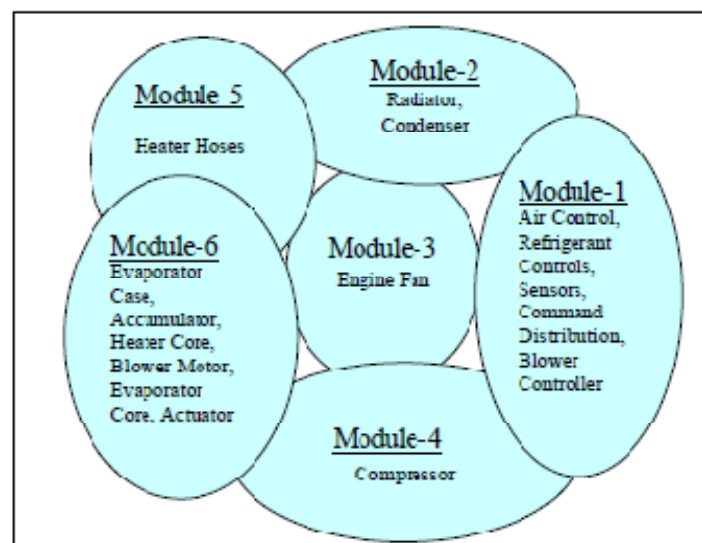 Module-2
Radiator,
Condenser
Module 5
Heater Hoses
Module-1
Air Control,
Refrigerant
Controls,
Sensors,
Command
Distribution,
Blower
Controller
Module-3
Engine Fan
Module-6
Evaporator
Case,
Accumulator,
Heater Core,
Blower Motor,
Evaporator
Core, Actuator
Module-4
Compressor